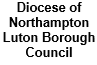 Diocese of
Northampton
Luton Borough
Council